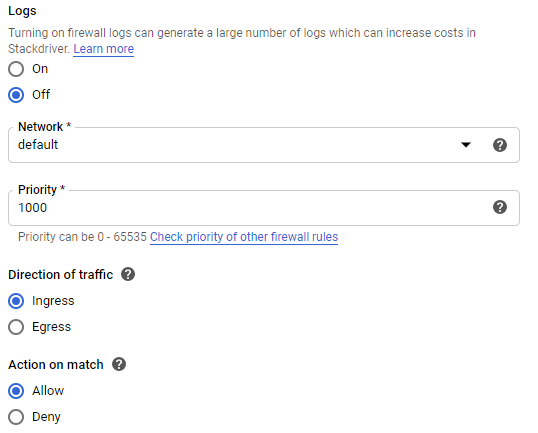 Logs
Turning on firewall logs can generate a large number of logs which can increase costs in
Stackdriver. Learn more
On
Off
Network *
default
Priority *
1000
Priority can be 0 - 65535 Check priority of other firewall rules
Direction of traffic
Ingress
Egress
Action on match
Allow
Deny